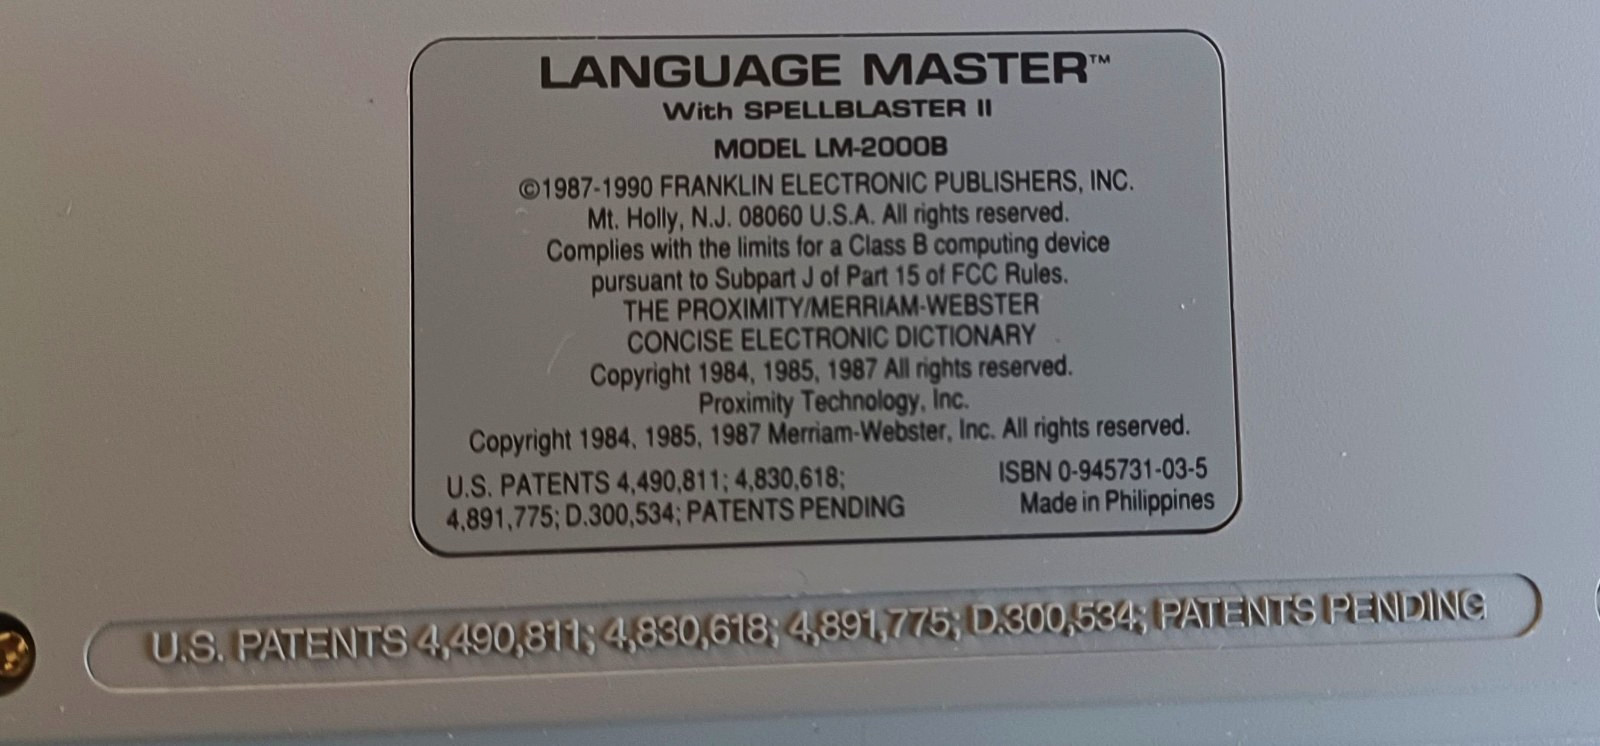 LANGUAGE MASTER™
With SPELLBLASTER II
MODEL LM-2000B
©1987-1990 FRANKLIN ELECTRONIC PUBLISHERS, INC.
Mt. Holly, N.J. 08060 U.S.A. All rights reserved.
Complies with the limits for a Class B computing device
pursuant to Subpart J of Part 15 of FCC Rules.
THE PROXIMITY/MERRIAM-WEBSTER
CONCISE ELECTRONIC DICTIONARY
Copyright 1984, 1985, 1987 All rights reserved.
Proximity Technology, Inc.
Copyright 1984, 1985, 1987 Merriam-Webster, Inc. All rights reserved.
U.S. PATENTS 4,490,811; 4,830,618;
4,891,775; D.300,534; PATENTS PENDING
ISBN 0-945731-03-5
Made in Philippines
U.S. PATENTS 4,490,811; 4,830,618; 4,891,775; D.300,534; PATENTS PENDING